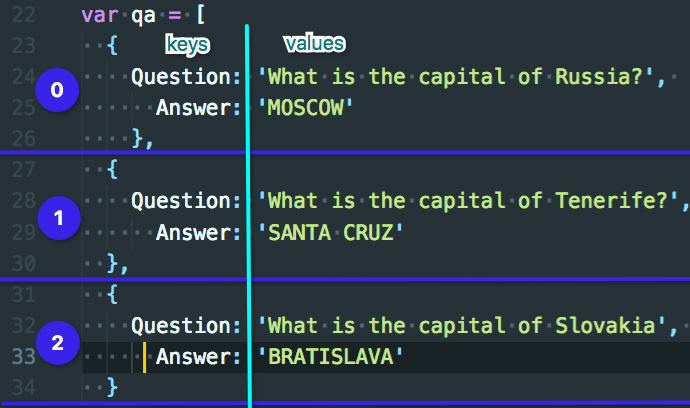 22 var qa = [
23 { keys values
24 Question: 'What is the capital of Russia?',
0
25 Answer: 'MOSCOW'
26 },
27 {
28 Question: 'What is the capital of Tenerife?',
1
29 Answer: 'SANTA CRUZ'
30 },
31 {
32 Question: 'What is the capital of Slovakia',
2
33 Answer: 'BRATISLAVA'
34 }